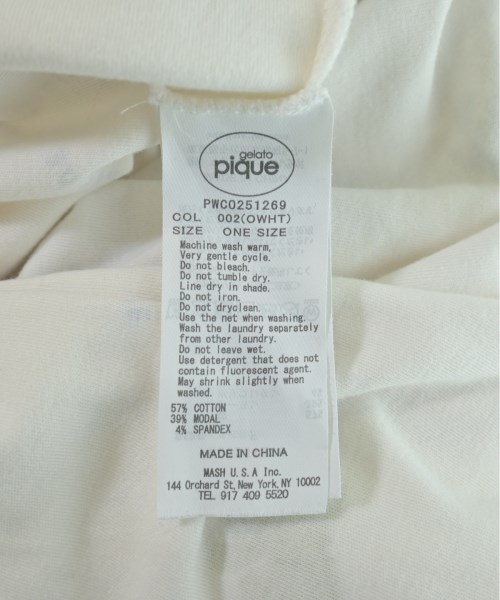 gelato
pique
PWCO251269
COL 002(OWHT)
SIZE ONE SIZE
Machine wash warm,
Very gentle cycle.
Do not bleach.
Do not tumble dry.
Line dry in shade.
Do not iron.
Do not dryclean.
Use the net when washing.
Wash the laundry separately
from other laundry.
Do not leave wet.
Use detergent that does not
contain fluorescent agent.
May shrink slightly when
washed.
57% COTTON
39% MODAL
4% SPANDEX
MADE IN CHINA
MASH U.S.A Inc.
144 Orchard St, New York, NY 10002
TEL 917 409 5520